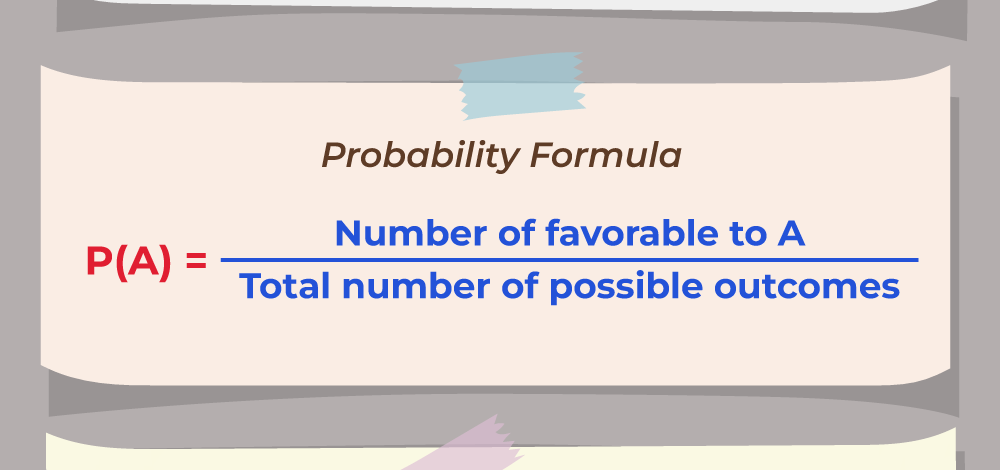 Probability Formula
Number of favorable to A
P(A) =
Total number of possible outcomes